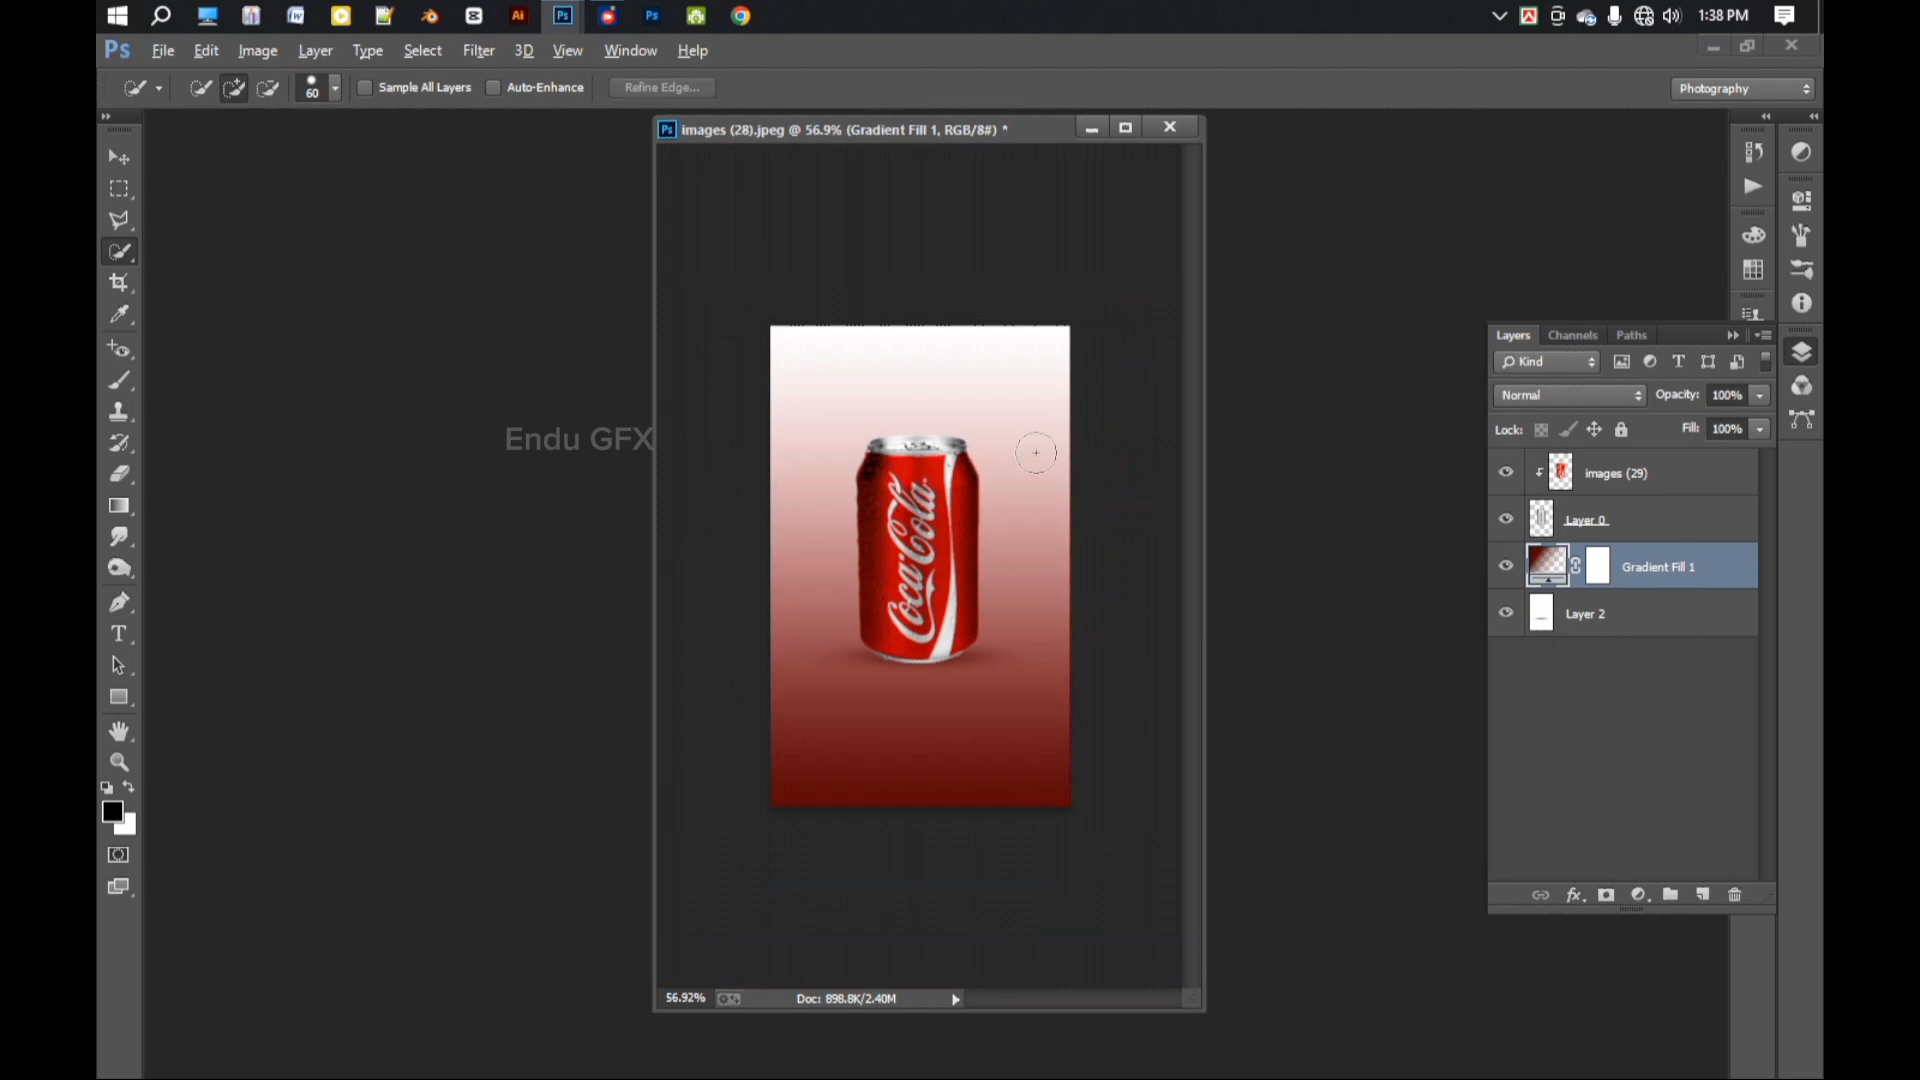 1:38 PM
Ps File Edit Image Layer Type Select Filter 3D View Window Help
60 Sample All Layers Auto-Enhance Refine Edge... Photography
Ps images (28).jpeg @ 56.9% (Gradient Fill 1, RGB/8#) *
Layers Channels Paths
Kind
Normal Opacity: 100%
Lock: Fill: 100%
images (29)
Layer 0
Gradient Fill 1
Layer 2
Endu GFX
Coca-Cola
56.92% Doc: 898.8K/2.40M